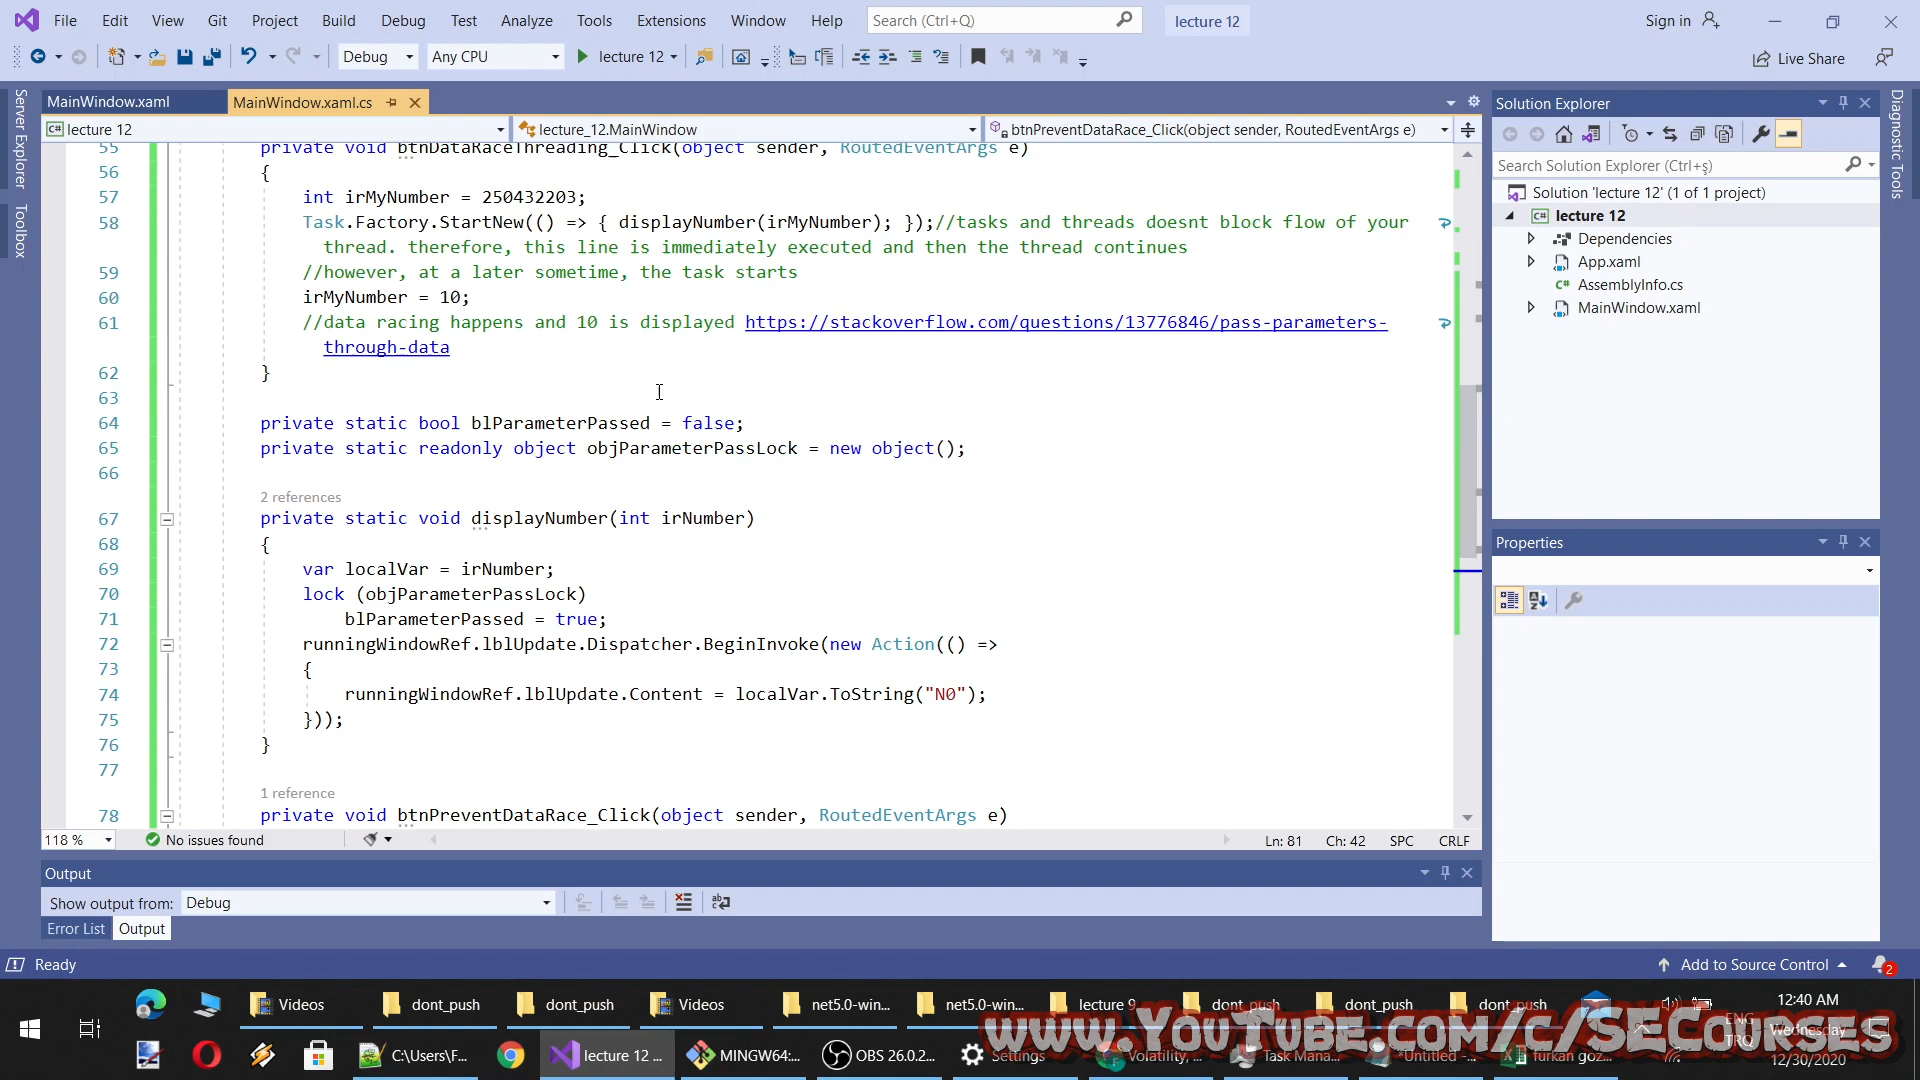 File Edit View Git Project Build Debug Test Analyze Tools Extensions Window Help Search (Ctrl+Q) lecture 12 Sign in
Debug Any CPU lecture 12 Live Share
Server Explorer
Toolbox
MainWindow.xaml MainWindow.xaml.cs
lecture 12 lecture_12.MainWindow btnPreventDataRace_Click(object sender, RoutedEventArgs e)
55 private void btnDataRaceThreading_Click(object sender, RoutedEventArgs e)
56 {
57 int irMyNumber = 250432203;
58 Task.Factory.StartNew(() => { displayNumber(irMyNumber); });//tasks and threads doesnt block flow of your
thread. therefore, this line is immediately executed and then the thread continues
59 //however, at a later sometime, the task starts
60 irMyNumber = 10;
61 //data racing happens and 10 is displayed https://stackoverflow.com/questions/13776846/pass-parameters-
through-data
62 }
63
64 private static bool blParameterPassed = false;
65 private static readonly object objParameterPassLock = new object();
66
2 references
67 private static void displayNumber(int irNumber)
68 {
69 var localVar = irNumber;
70 lock (objParameterPassLock)
71 blParameterPassed = true;
72 runningWindowRef.lblUpdate.Dispatcher.BeginInvoke(new Action(() =>
73 {
74 runningWindowRef.lblUpdate.Content = localVar.ToString("N0");
75 }));
76 }
77
1 reference
78 private void btnPreventDataRace_Click(object sender, RoutedEventArgs e)
118 % No issues found Ln: 81 Ch: 42 SPC CRLF
Output
Show output from: Debug
Error List Output
Solution Explorer
Search Solution Explorer (Ctrl+ş)
Solution 'lecture 12' (1 of 1 project)
lecture 12
Dependencies
App.xaml
AssemblyInfo.cs
MainWindow.xaml
Properties
Diagnostic Tools
Ready Add to Source Control 2
Videos dont_push dont_push Videos net5.0-win... net5.0-win... lecture 9 dont_push dont_push dont_push 12:40 AM
C:\Users\F... lecture 12 ... MINGW64:... OBS 26.0.2... Settings Volatility, ... Task Mana... *Untitled -... furkan goz... ENG TRQ Wednesday 12/30/2020
www.YouTube.com/c/SECourses